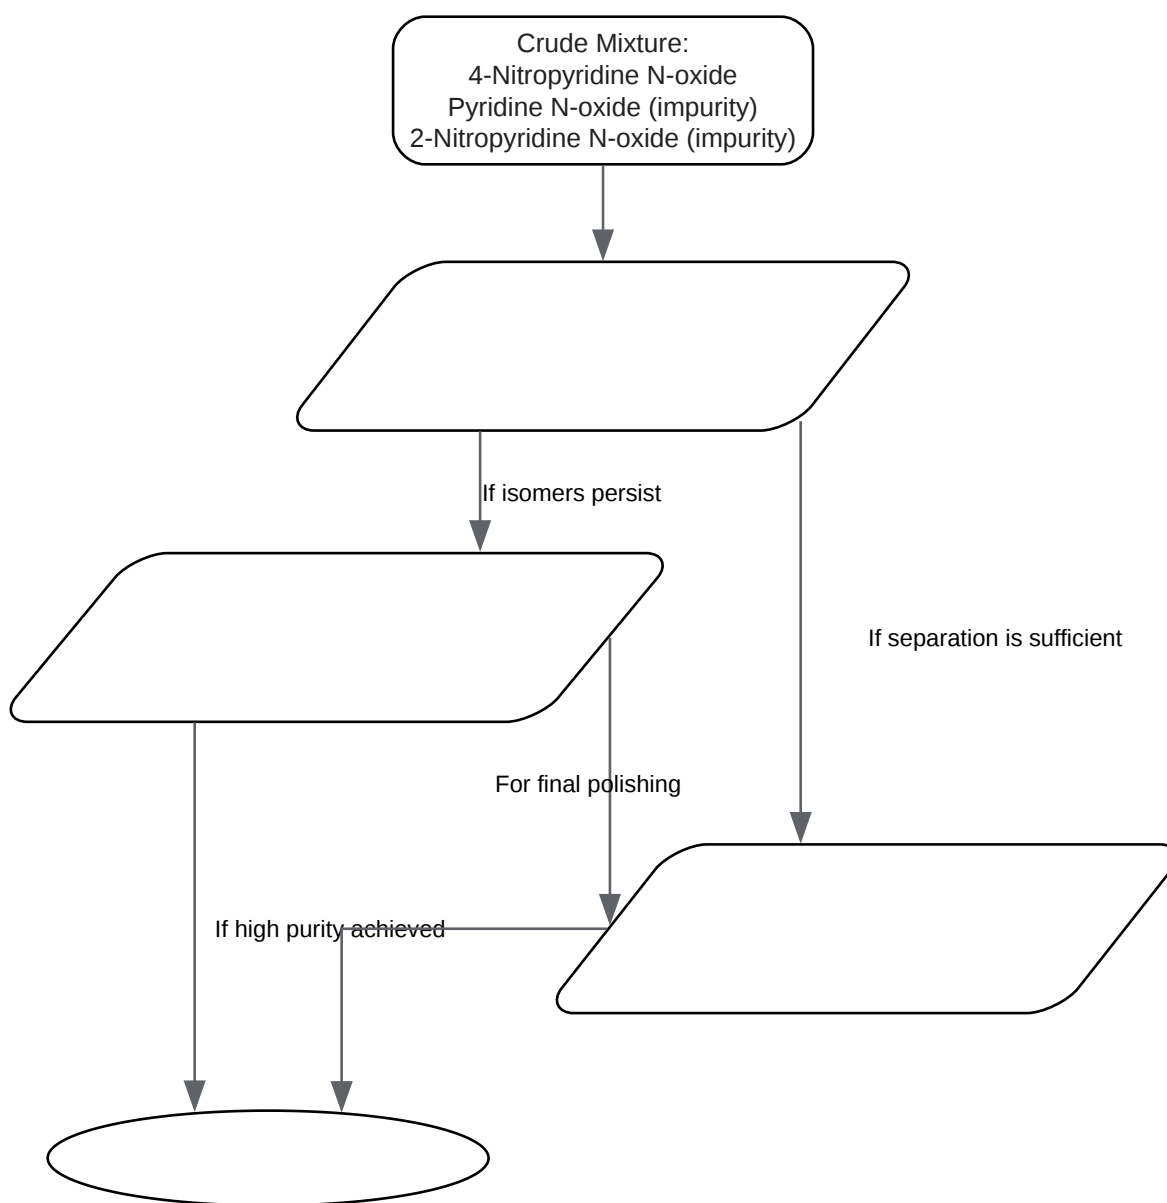 Crude Mixture:
4-Nitropyridine N-oxide
Pyridine N-oxide (impurity)
2-Nitropyridine N-oxide (impurity)
If isomers persist
If separation is sufficient
For final polishing
If high purity achieved